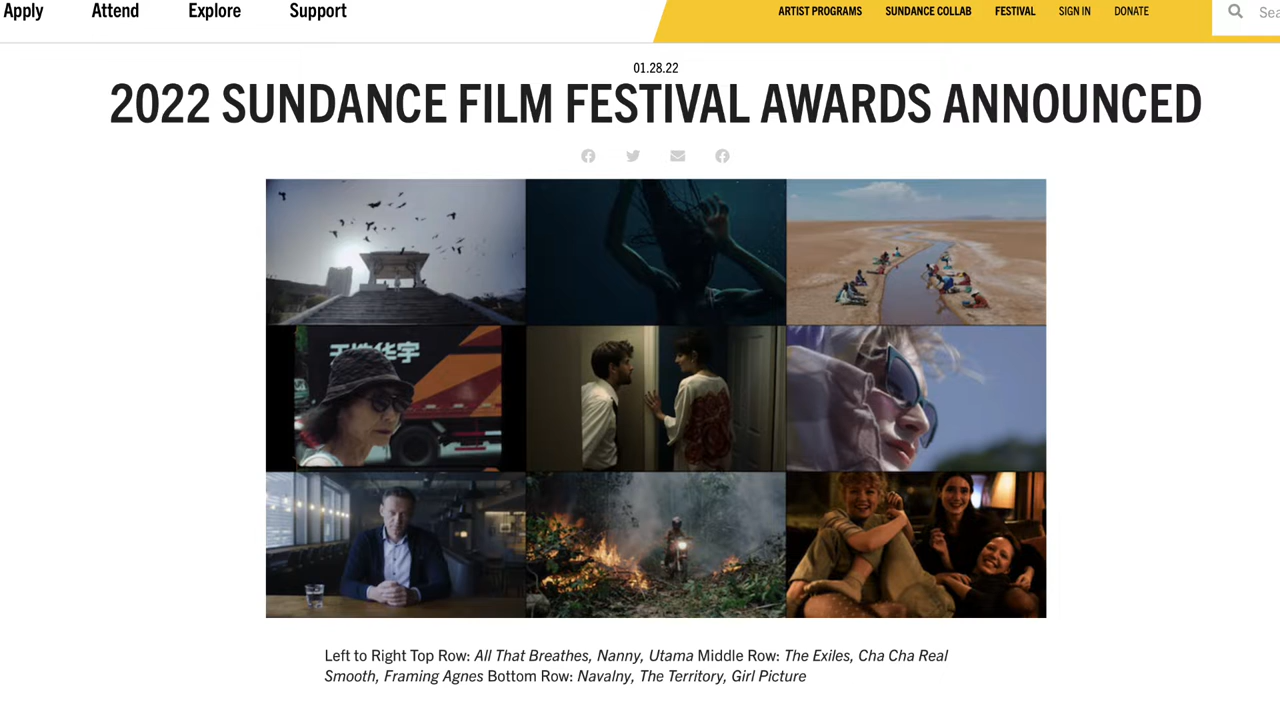 Apply Attend Explore Support
ARTIST PROGRAMS SUNDANCE COLLAB FESTIVAL SIGN IN DONATE
01.28.22
2022 SUNDANCE FILM FESTIVAL AWARDS ANNOUNCED
华宇
Left to Right Top Row: All That Breathes, Nanny, Utama Middle Row: The Exiles, Cha Cha Real
Smooth, Framing Agnes Bottom Row: Navalny, The Territory, Girl Picture